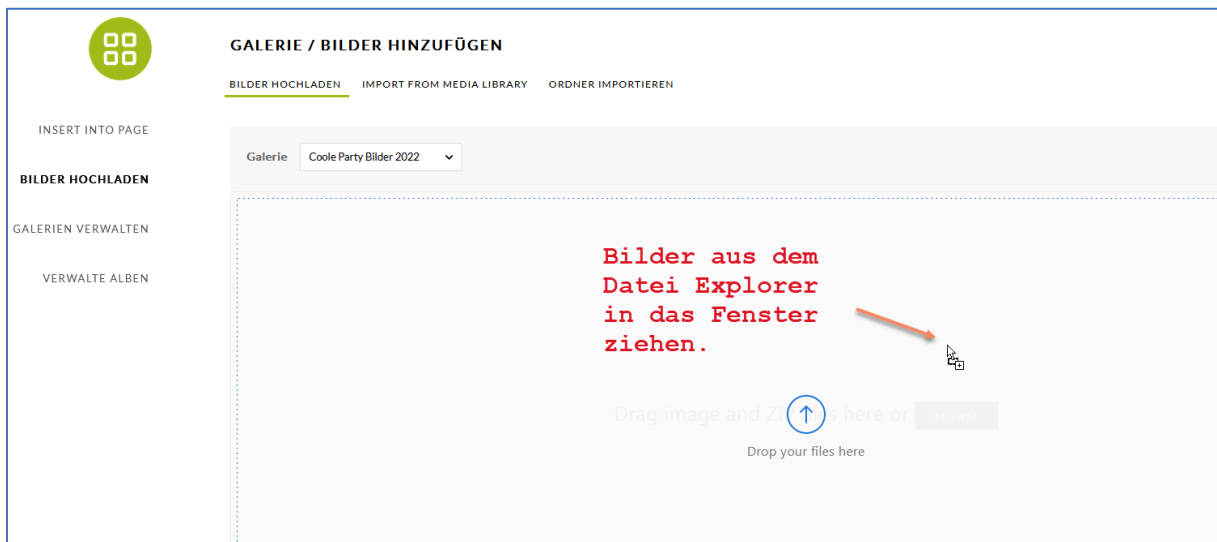 GALERIE / BILDER HINZUFÜGEN
BILDER HOCHLADEN IMPORT FROM MEDIA LIBRARY ORDNER IMPORTIEREN
INSERT INTO PAGE
BILDER HOCHLADEN
GALERIEN VERWALTEN
VERWALTE ALBEN
Galerie Coole Party Bilder 2022
Bilder aus dem
Datei Explorer
in das Fenster
ziehen.
Drag image and here or BROWSE
Drop your files here